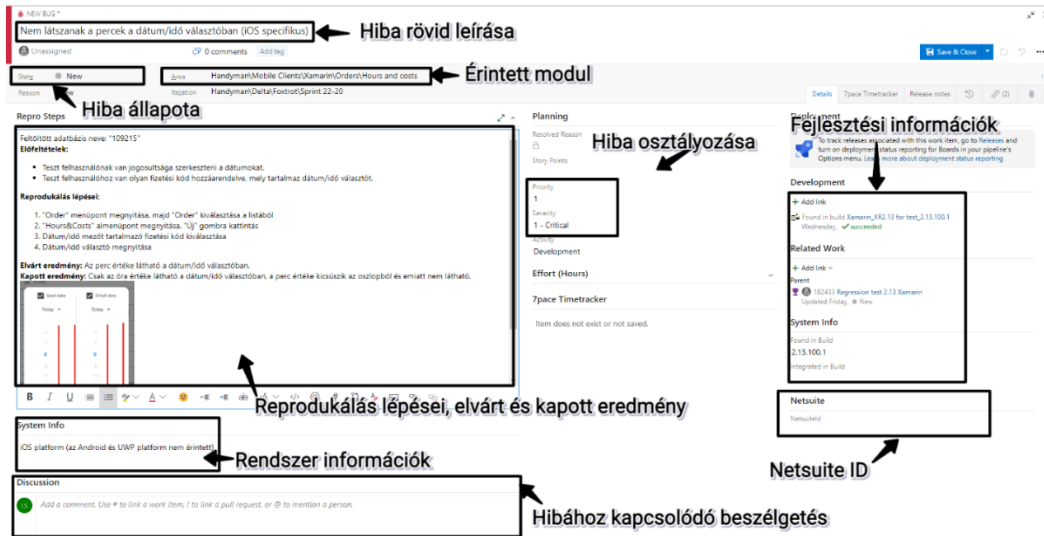 NEW BUG *
Nem látszanak a percek a dátum/idő választóban (iOS specifikus)
Hiba rövid leírása
Unassigned
0 comments
Add tag
Save & Close
State
New
Area
Handyman\Mobile Clients\Xamarin\Orders\Hours and costs
Érintett modul
Reason
Iteration
Handyman\Delta\Foxtrot\Sprint 22-20
Hiba állapota
Details
7pace Timetracker
Release notes
(2)
Repro Steps
Feltöltött adatbázis neve: "109215"
Előfeltételek:
Teszt felhasználónak van jogosultsága szerkeszteni a dátumokat.
Teszt felhasználóhoz van olyan fizetési kód hozzárendelve, mely tartalmaz dátum/idő választót.
Reprodukálás lépései:
1. "Order" menüpont megnyitása, majd "Order" kiválasztása a listából
2. "Hours&Costs" almenüpont megnyitása. "Új" gombra kattintás
3. Dátum/idő mezőt tartalmazó fizetési kód kiválasztása
4. Dátum/idő választó megnyitása
Elvárt eredmény: Az perc értéke látható a dátum/idő választóban.
Kapott eredmény: Csak az óra értéke látható a dátum/idő választóban, a perc értéke kicsúszik az oszlopból és emiatt nem látható.
Start date
Today
Today
Reprodukálás lépései, elvárt és kapott eredmény
System Info
iOS platform (az Android és UWP platform nem érintett)
Rendszer információk
Discussion
Add a comment. Use # to link a work item, ! to link a pull request, or @ to mention a person.
Hibához kapcsolódó beszélgetés
Planning
Resolved Reason
Story Points
Hiba osztályozása
Priority
1
Severity
1 - Critical
Activity
Development
Effort (Hours)
7pace Timetracker
Item does not exist or not saved.
Deployment
Fejlesztési információk
To track releases associated with this work item, go to Releases and
turn on deployment status reporting for Boards in your pipeline's
Options menu. Learn more about deployment status reporting
Development
+ Add link
Found in build Xamarin_XR2.13 for test_2.13.100.1
Wednesday, succeeded
Related Work
+ Add link
Parent
182433 Regression test 2.13 Xamarin
Updated Friday, New
System Info
Found in Build
2.13.100.1
Integrated in Build
Netsuite
NetsuiteId
Netsuite ID